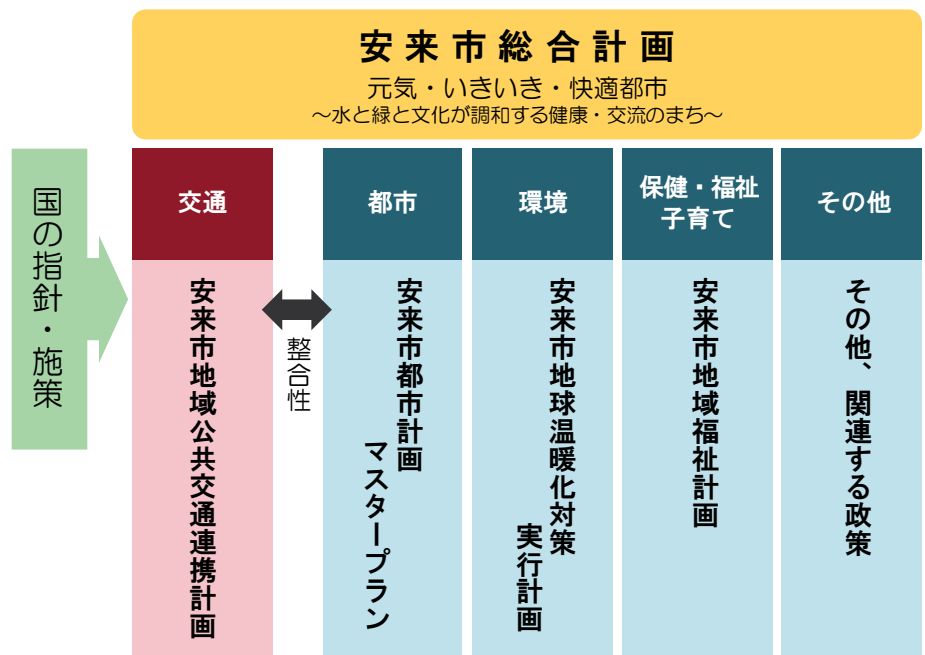 安来市総合計画
元気・いきいき・快適都市
～水と緑と文化が調和する健康・交流のまち～
国の指針・施策
交通
安来市地域公共交通連携計画
整合性
都市
安来市都市計画
マスタープラン
環境
安来市地球温暖化対策
実行計画
保健・福祉
子育て
安来市地域福祉計画
その他
その他、関連する政策